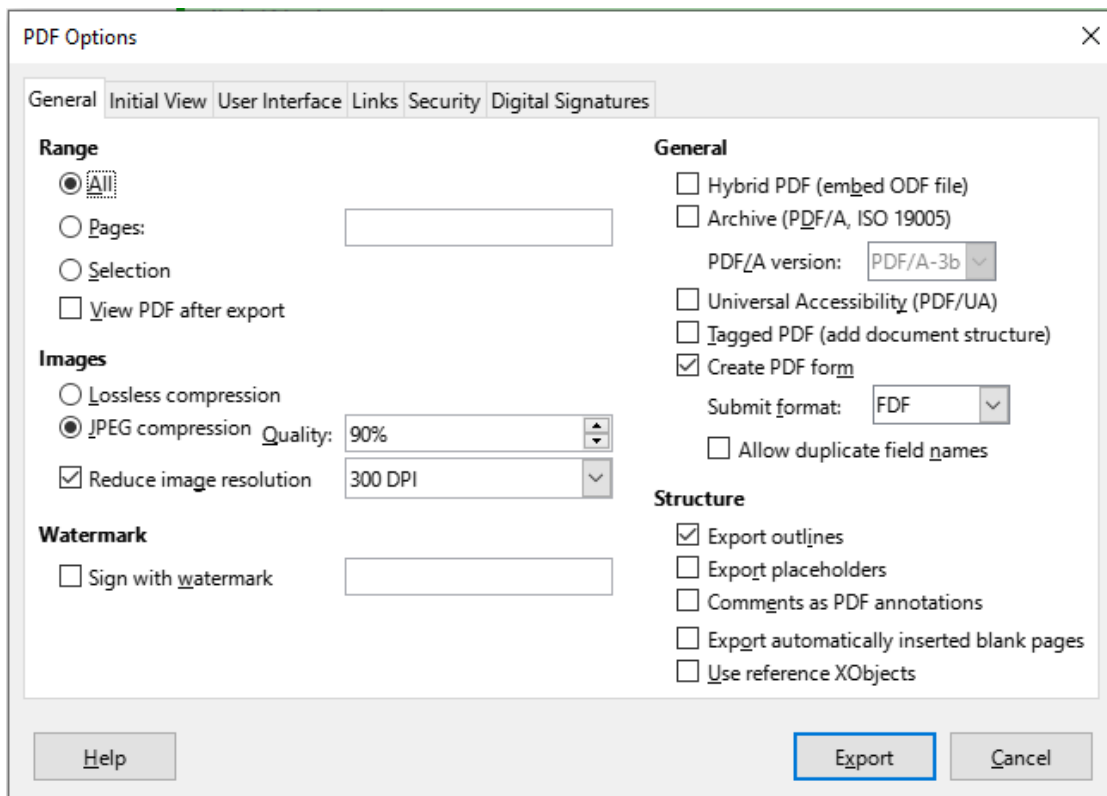 PDF Options
General Initial View User Interface Links Security Digital Signatures
Range
All
Pages:
Selection
View PDF after export
Images
Lossless compression
JPEG compression Quality: 90%
Reduce image resolution 300 DPI
Watermark
Sign with watermark
General
Hybrid PDF (embed ODF file)
Archive (PDF/A, ISO 19005)
PDF/A version: PDF/A-3b
Universal Accessibility (PDF/UA)
Tagged PDF (add document structure)
Create PDF form
Submit format: FDF
Allow duplicate field names
Structure
Export outlines
Export placeholders
Comments as PDF annotations
Export automatically inserted blank pages
Use reference XObjects
Help Export Cancel